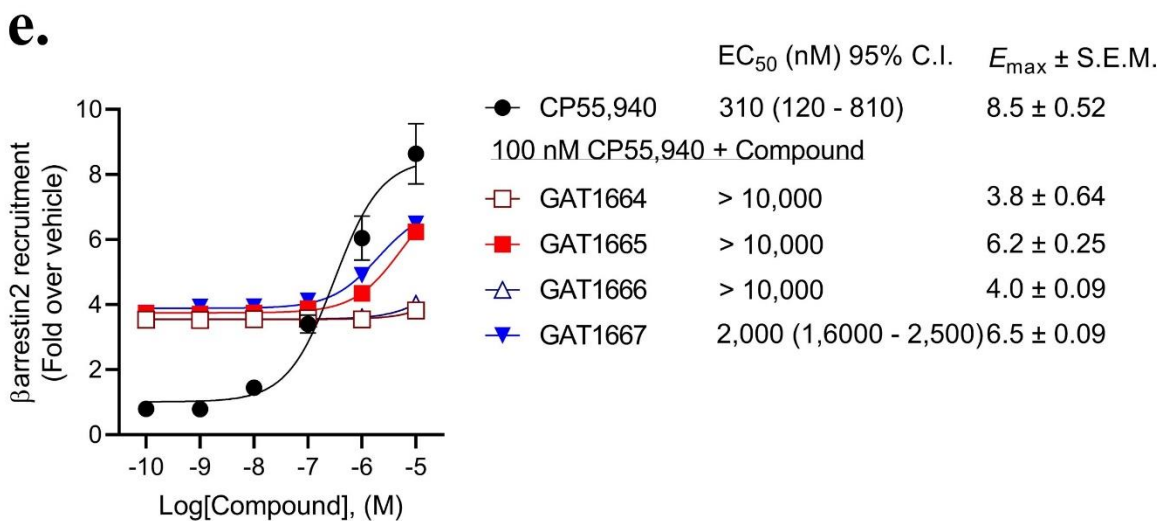 e.
EC50 (nM) 95% C.I. Emax ± S.E.M.
CP55,940 310 (120 - 810) 8.5 ± 0.52
100 nM CP55,940 + Compound
GAT1664 > 10,000 3.8 ± 0.64
GAT1665 > 10,000 6.2 ± 0.25
GAT1666 > 10,000 4.0 ± 0.09
GAT1667 2,000 (1,6000 - 2,500) 6.5 ± 0.09
βarrestin2 recruitment
(Fold over vehicle)
10
8
6
4
2
0
-10 -9 -8 -7 -6 -5
Log[Compound], (M)